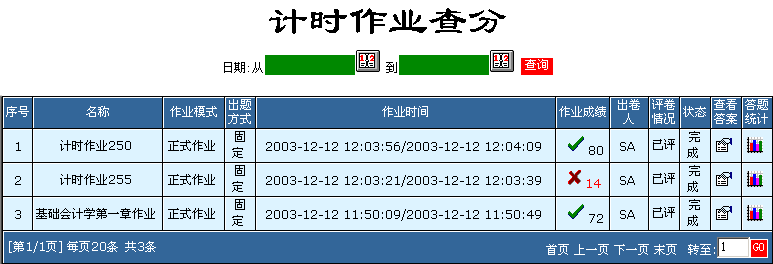 计时作业查分
日期:从 12 到 12 查询
序号 名称 作业模式 出题方式 作业时间 作业成绩 出卷人 评卷情况 状态 查看答案 答题统计
1 计时作业250 正式作业 固定 2003-12-12 12:03:56/2003-12-12 12:04:09 80 SA 已评 完成
2 计时作业255 正式作业 固定 2003-12-12 12:03:21/2003-12-12 12:03:39 14 SA 已评 完成
3 基础会计学第一章作业 正式作业 固定 2003-12-12 11:50:09/2003-12-12 11:50:49 72 SA 已评 完成
[第1/1页] 每页20条 共3条 首页 上一页 下一页 末页 转至: 1 GO